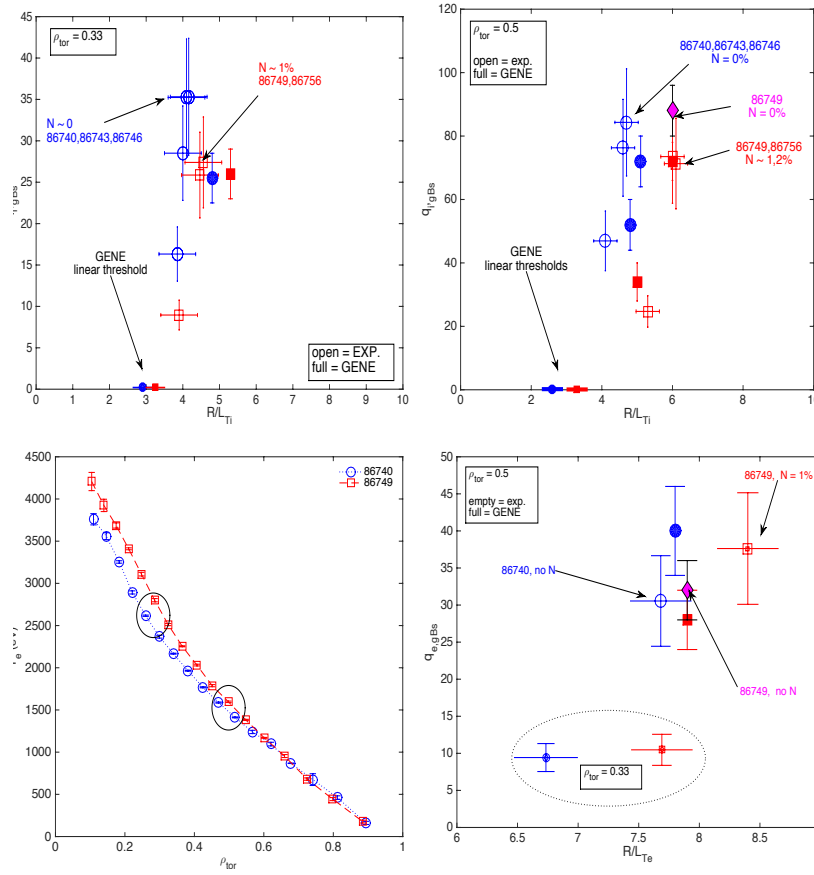 45
40
35
30
25
20
15
10
5
0
ρtor = 0.33
N ~ 1%
86749,86756
N ~ 0
86740,86743,86746
GENE
linear threshold
open = EXP.
full = GENE
0 1 2 3 4 5 6 7 8 9 10
R/LTi
120
100
80
60
40
20
0
qi,gBs
ρtor = 0.5
open = exp.
full = GENE
86740,86743,86746
N = 0%
86749
N = 0%
86749,86756
N ~ 1,2%
GENE
linear thresholds
0 2 4 6 8 10
R/LTi
4500
4000
3500
3000
2500
2000
1500
1000
500
0
86740
86749
0 0.2 0.4 0.6 0.8 1
ρtor
50
45
40
35
30
25
20
15
10
5
0
qe,gBs
ρtor = 0.5
empty = exp.
full = GENE
86749, N = 1%
86740, no N
86749, no N
ρtor = 0.33
6 6.5 7 7.5 8 8.5 9
R/LTe